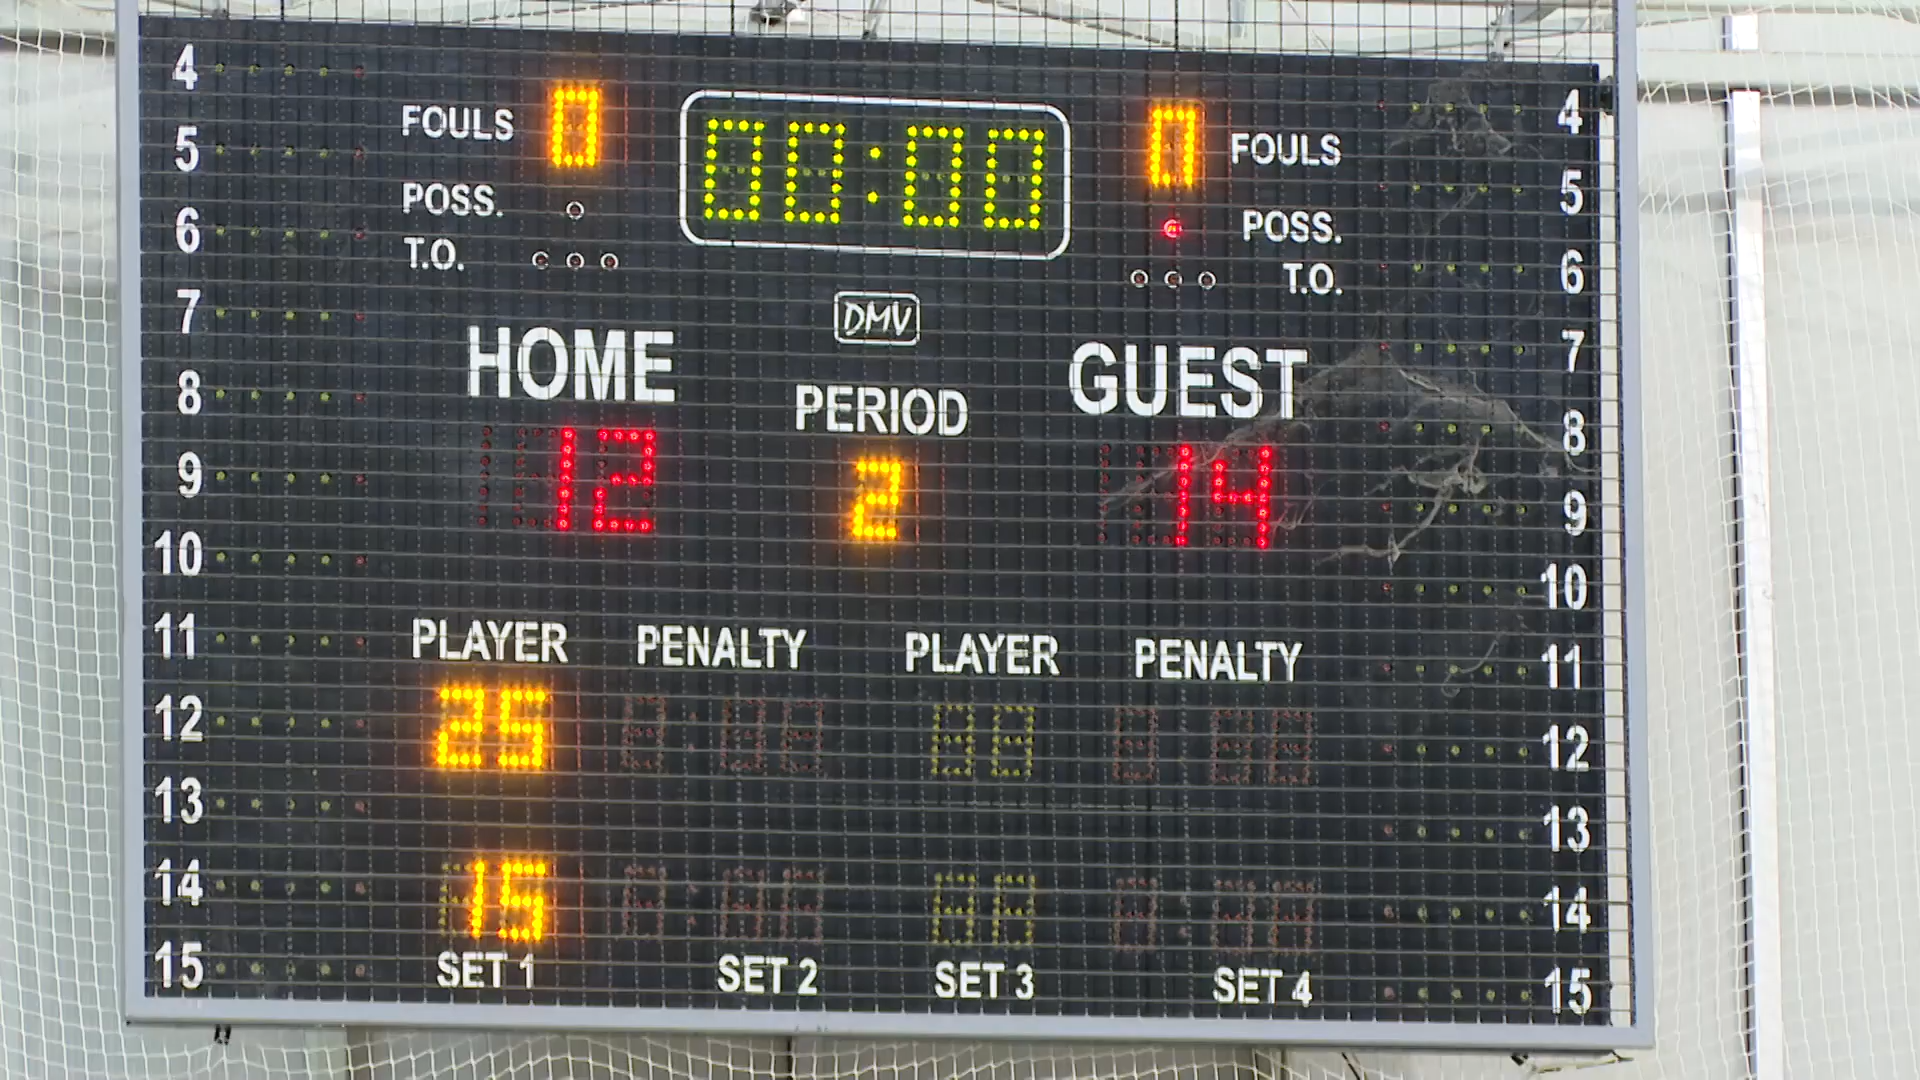 4 4
FOULS 0 00:00 0 FOULS
5 5
POSS. POSS.
6 6
T.O. T.O.
7 DMV 7
HOME PERIOD GUEST
8 8
12 2 14
9 9
10 10
11 PLAYER PENALTY PLAYER PENALTY 11
12 25 12
13 13
14 15 14
15 SET 1 SET 2 SET 3 SET 4 15